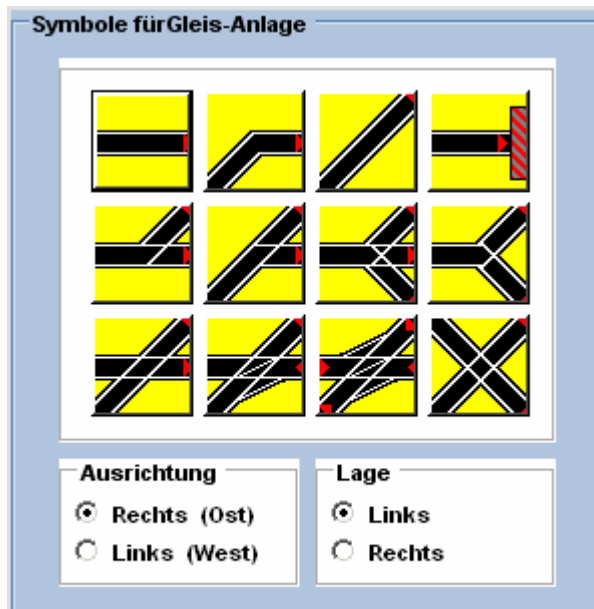 Symbole fürGleis-Anlage
Ausrichtung
Rechts (Ost)
Links (West)
Lage
Links
Rechts